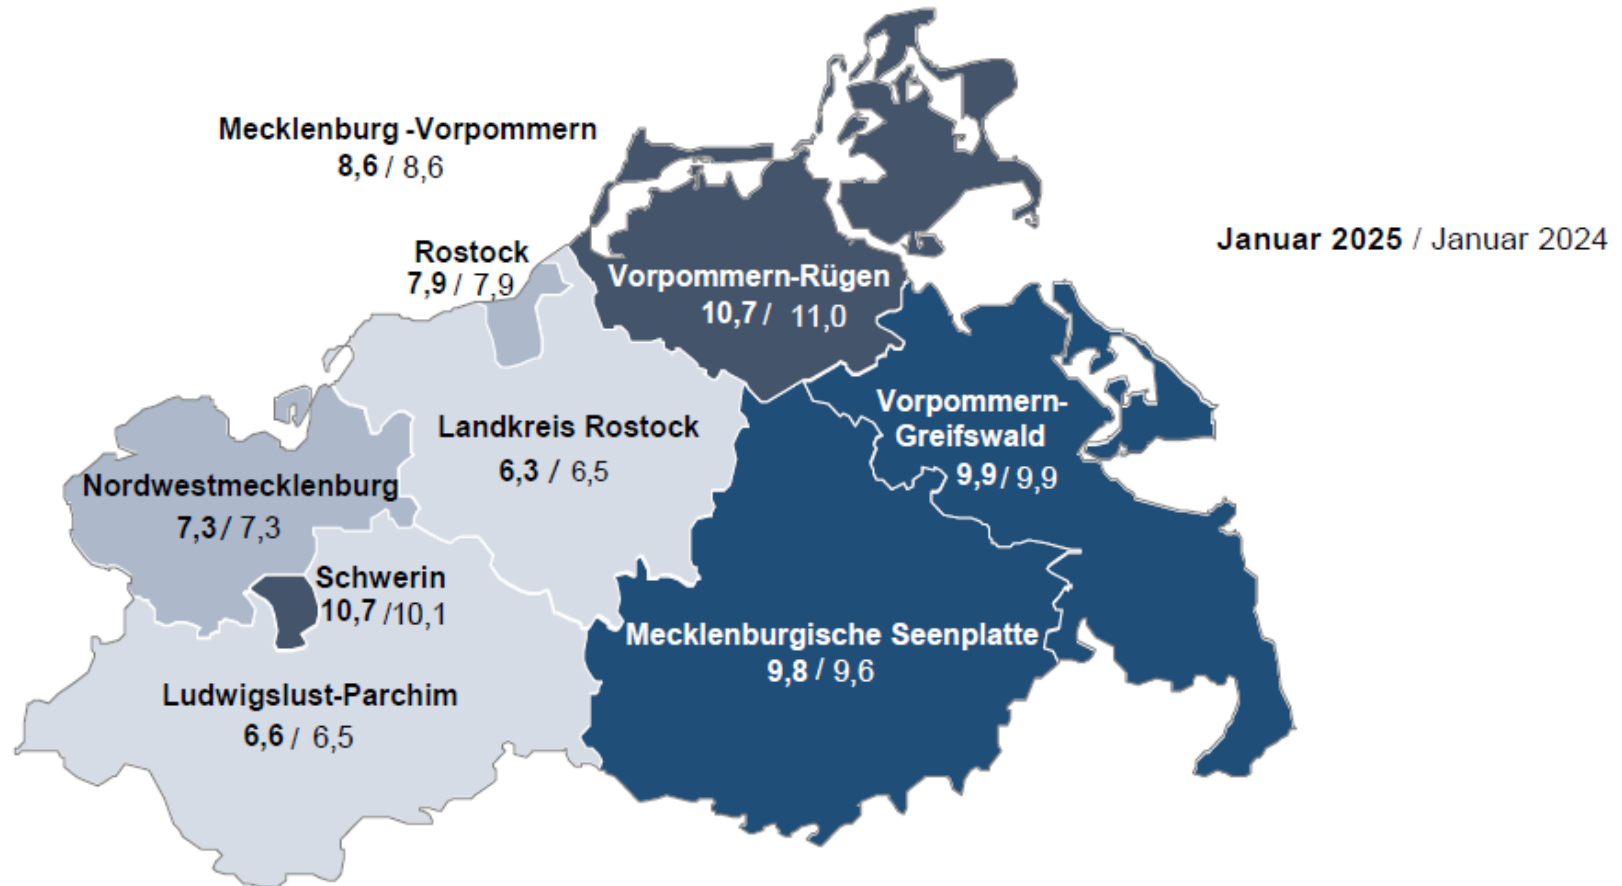 Mecklenburg -Vorpommern
8,6 / 8,6
Januar 2025 / Januar 2024
Rostock
7,9 / 7,9
Vorpommern-Rügen
10,7 / 11,0
Vorpommern-
Greifswald
9,9 / 9,9
Landkreis Rostock
6,3 / 6,5
Nordwestmecklenburg
7,3 / 7,3
Schwerin
10,7 /10,1
Mecklenburgische Seenplatte
9,8 / 9,6
Ludwigslust-Parchim
6,6 / 6,5